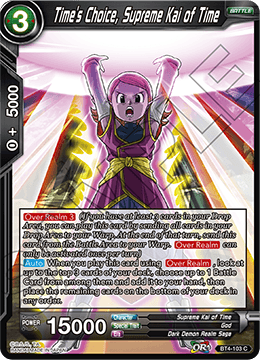 3
Time's Choice, Supreme Kai of Time
BATTLE
+ 5000
Over Realm 3 (If you have at least 3 cards in your Drop
Area, you can play this card by sending all cards in your
Drop Area to your Warp. At the end of that turn, send this
card from the Battle Area to your Warp. Over Realm can
only be activated once per turn)
Auto When you play this card using Over Realm, look at
up to the top 3 cards of your deck, choose up to 1 Battle
Card from among them and add it to your hand, then
place the remaining cards on the bottom of your deck in
any order.
POWER 15000
Character Supreme Kai of Time
God
Dark Demon Realm Saga
BT4-103 C